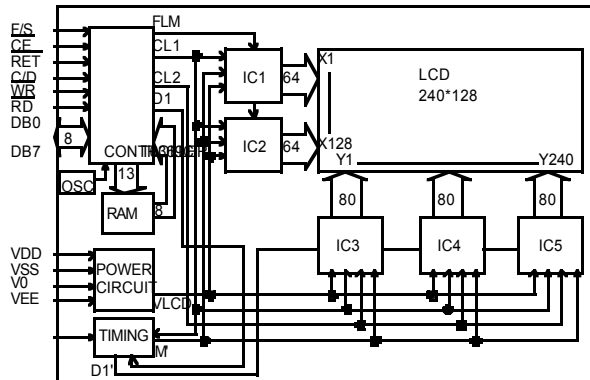 F/S
CE
RET
C/D
WR
RD
DB0
8
DB7
OSC
FLM
CL1
CL2
D1
CONT
13
RAM
8
IC1
64
IC2
64
X1
LCD
240*128
X128
Y1
Y240
80
80
80
IC3
IC4
IC5
VDD
VSS
V0
VEE
POWER
CIRCUIT
VLCD
TIMING
M'
D1'